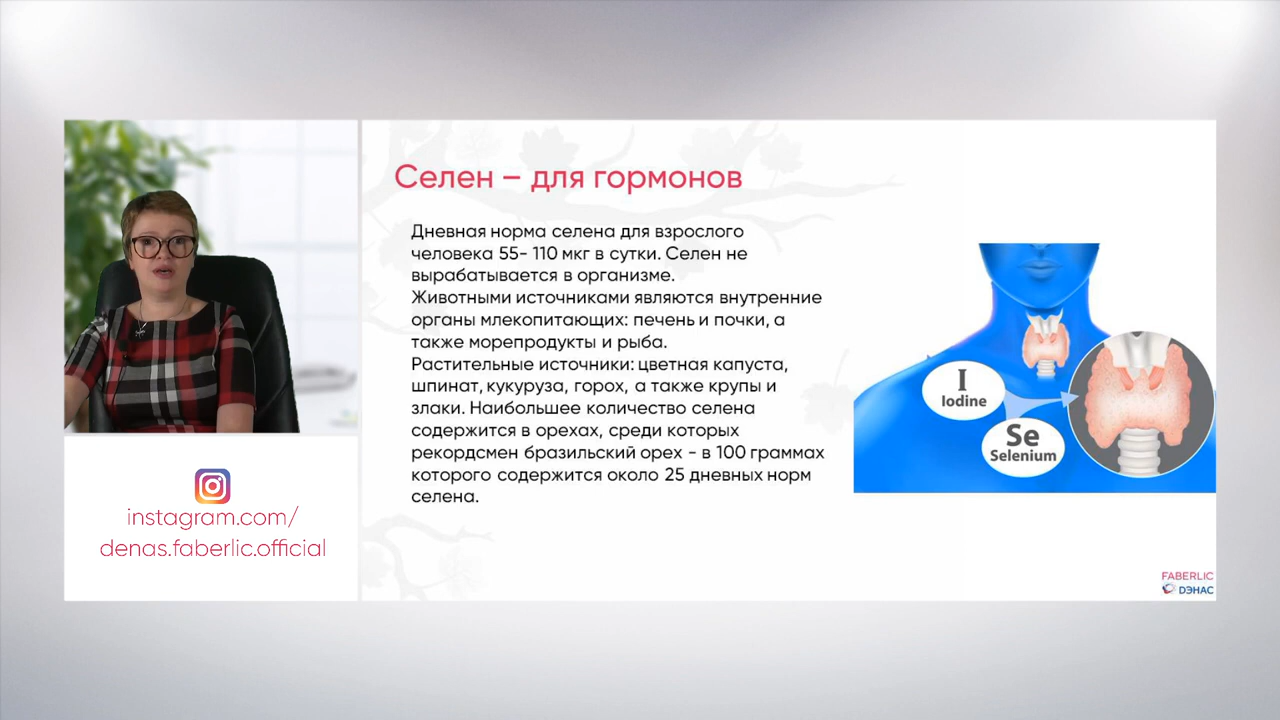 Селен – для гормонов
Дневная норма селена для взрослого
человека 55- 110 мкг в сутки. Селен не
вырабатывается в организме.
Животными источниками являются внутренние
органы млекопитающих: печень и почки, а
также морепродукты и рыба.
Растительные источники: цветная капуста,
шпинат, кукуруза, горох, а также крупы и
злаки. Наибольшее количество селена
содержится в орехах, среди которых
рекордсмен бразильский орех - в 100 граммах
которого содержится около 25 дневных норм
селена.
I
Iodine
Se
Selenium
instagram.com/
denas.faberlic.official
FABERLIC
DЭНАС